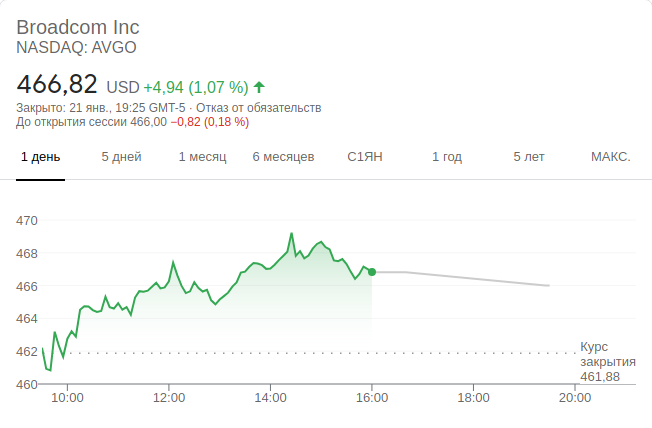 Broadcom Inc
NASDAQ: AVGO
466,82 USD +4,94 (1,07 %)
Закрыто: 21 янв., 19:25 GMT-5 · Отказ от обязательств
До открытия сессии 466,00 −0,82 (0,18 %)
1 день 5 дней 1 месяц 6 месяцев С1ЯН 1 год 5 лет МАКС.
470
468
466
464
462
460
Курс
закрытия
461,88
10:00 12:00 14:00 16:00 18:00 20:00